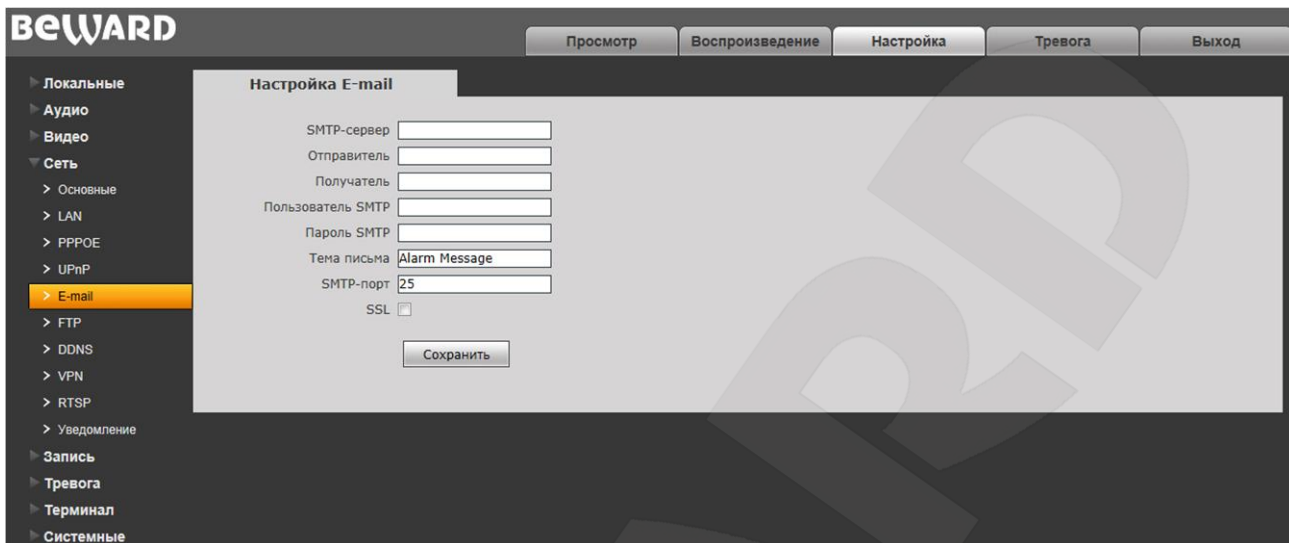 BEWARD
Просмотр Воспроизведение Настройка Тревога Выход
Локальные
Аудио
Видео
Сеть
> Основные
> LAN
> PPPOE
> UPnP
> E-mail
> FTP
> DDNS
> VPN
> RTSP
> Уведомление
Запись
Тревога
Терминал
Системные
Настройка E-mail
SMTP-сервер
Отправитель
Получатель
Пользователь SMTP
Пароль SMTP
Тема письма Alarm Message
SMTP-порт 25
SSL
Сохранить